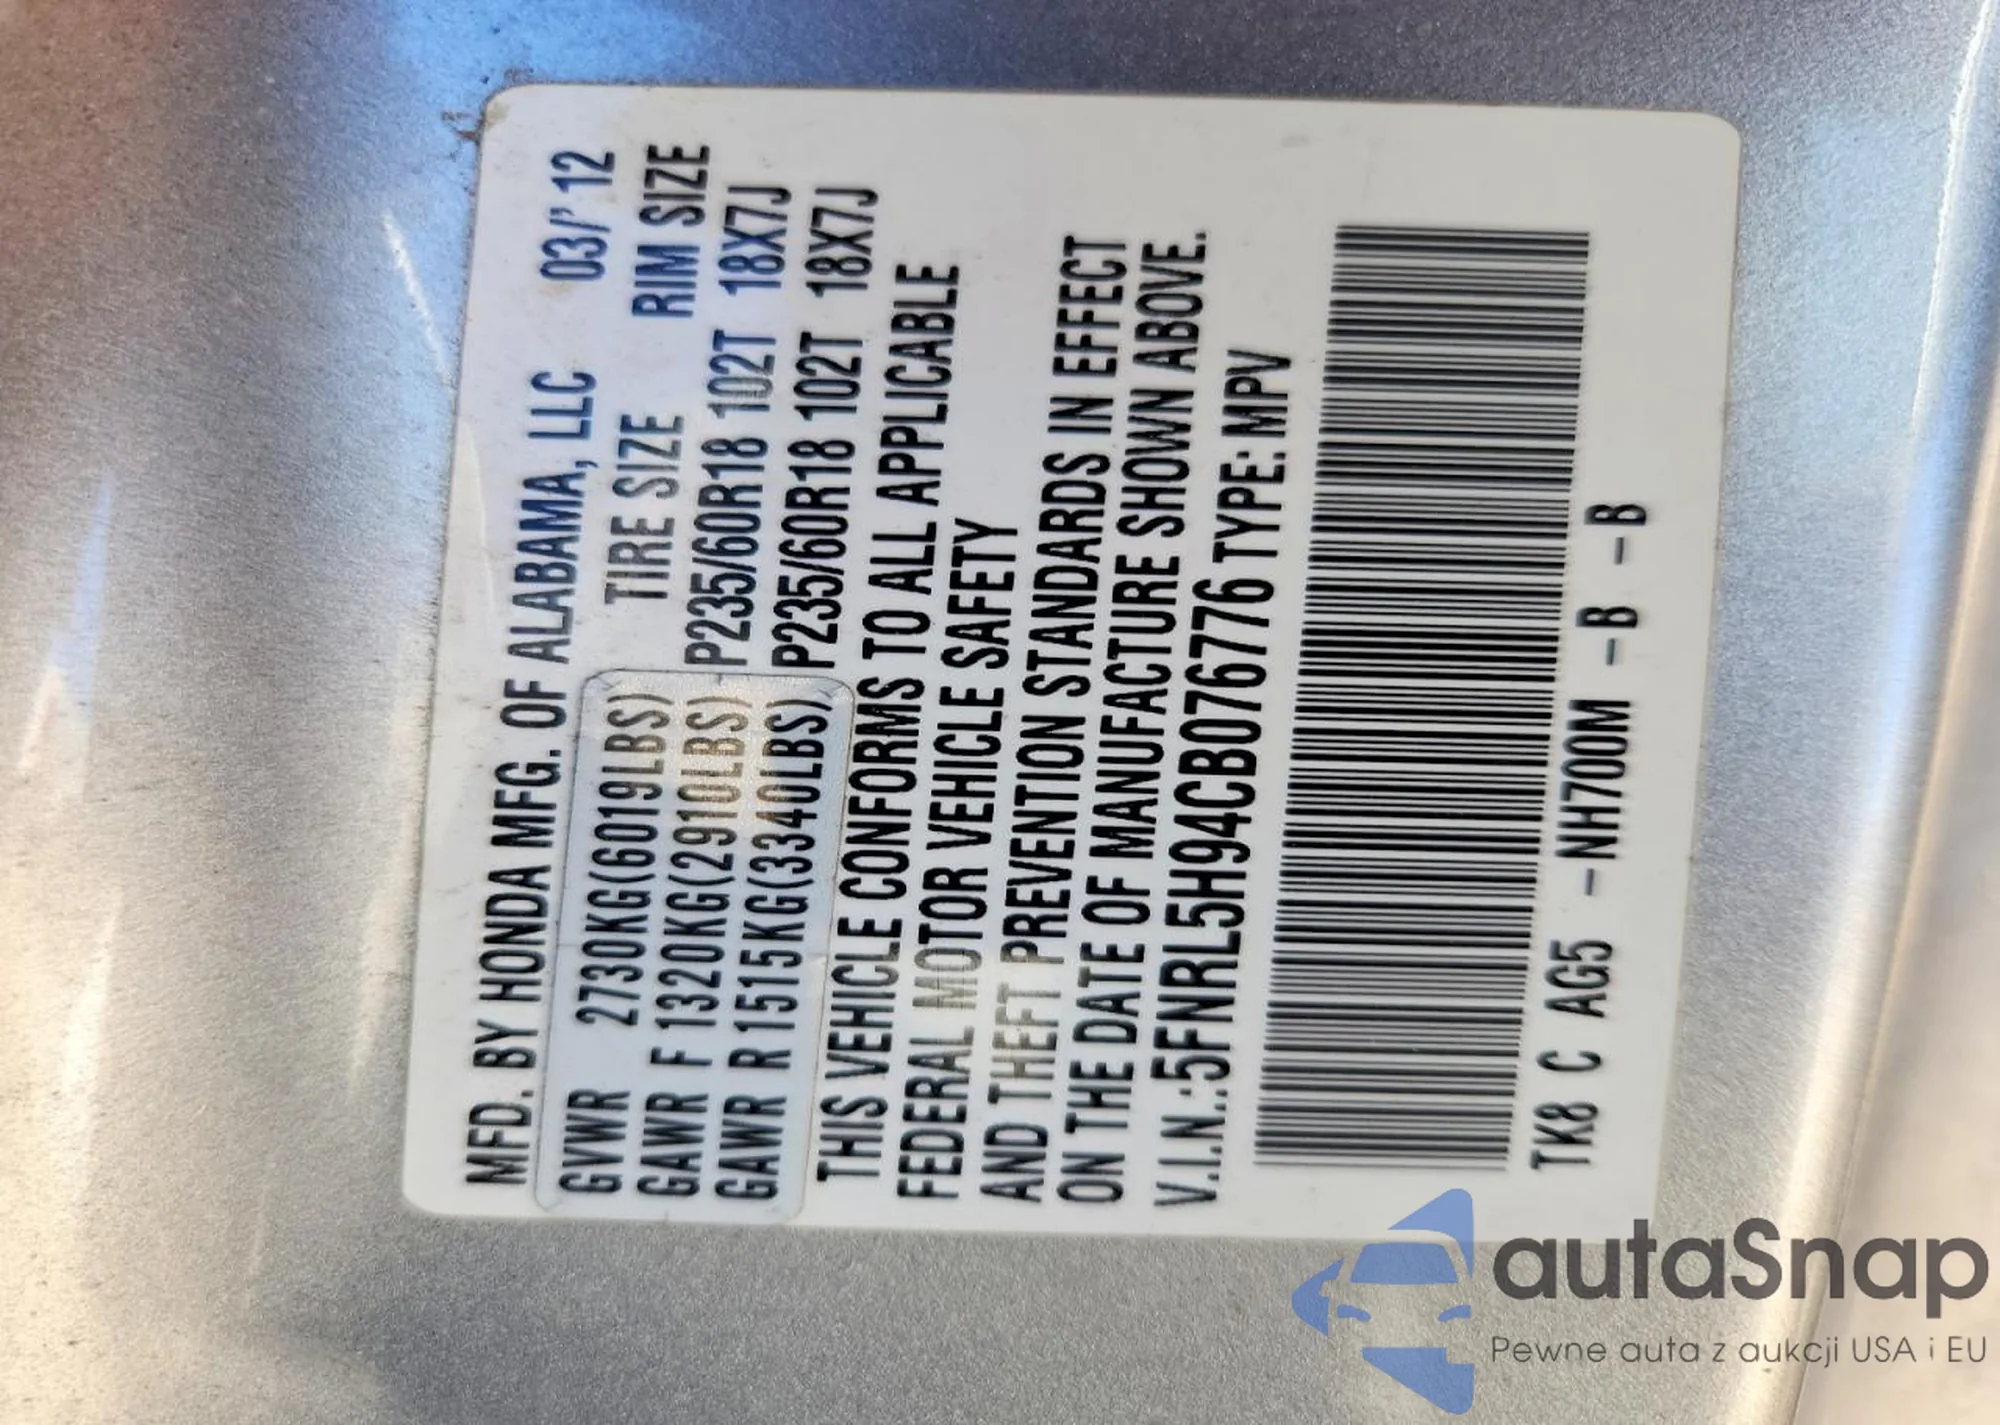 MFD. BY HONDA MFG. OF ALABAMA, LLC 03/'12
TIRE SIZE RIM SIZE
GVWR 2730KG(6019LBS)
GAWR F 1320KG(2910LBS) P235/60R18 102T 18X7J
GAWR R 1515KG(3340LBS) P235/60R18 102T 18X7J
THIS VEHICLE CONFORMS TO ALL APPLICABLE
FEDERAL MOTOR VEHICLE SAFETY
AND THEFT PREVENTION STANDARDS IN EFFECT
ON THE DATE OF MANUFACTURE SHOWN ABOVE.
V.I.N.:5FNRL5H94CB076776 TYPE: MPV
TK8 C AG5 -NH700M -B -B
autaSnap
Pewne auta z aukcji USA i EU